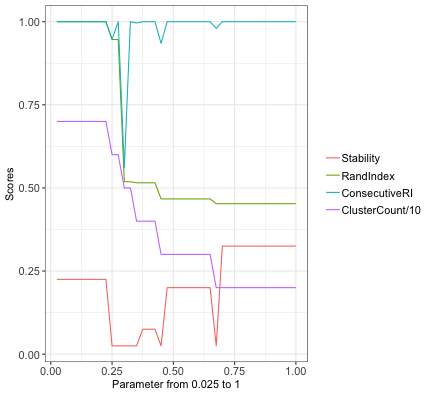 1.00
0.75
0.50
0.25
0.00
Scores
0.00 0.25 0.50 0.75 1.00
Parameter from 0.025 to 1
Stability
RandIndex
ConsecutiveRI
ClusterCount/10